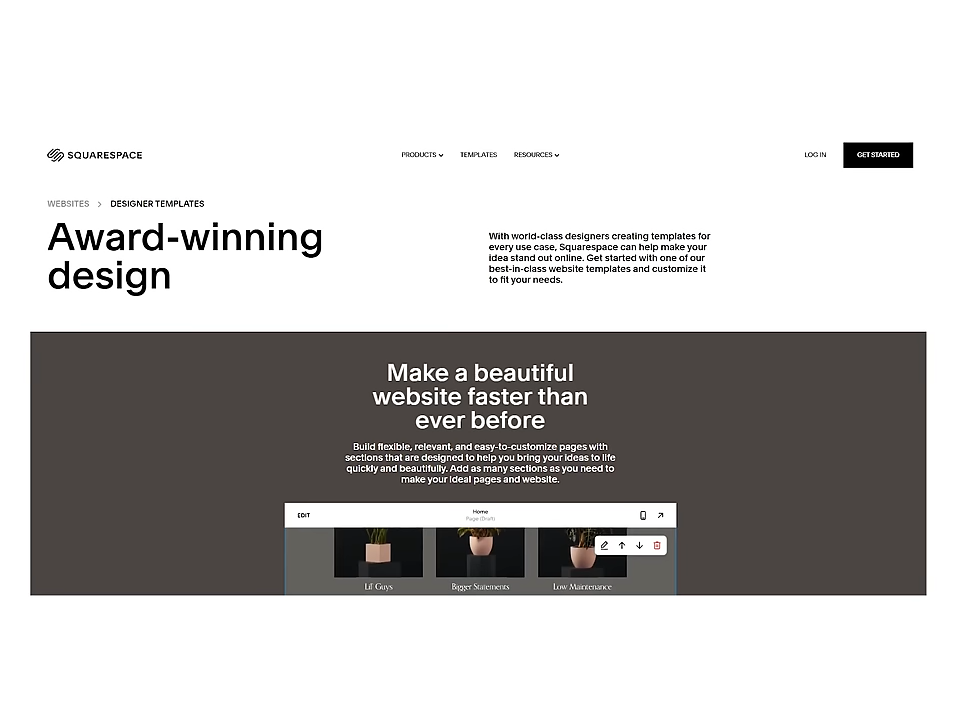 SQUARESPACE
PRODUCTS
TEMPLATES
RESOURCES
LOG IN
GET STARTED
WEBSITES > DESIGNER TEMPLATES
Award-winning
design
With world-class designers creating templates for
every use case, Squarespace can help make your
idea stand out online. Get started with one of our
best-in-class website templates and customize it
to fit your needs.
Make a beautiful
website faster than
ever before
Build flexible, relevant, and easy-to-customize pages with
sections that are designed to help you bring your ideas to life
quickly and beautifully. Add as many sections as you need to
make your ideal pages and website.
EDIT
Home
Page (Draft)
Lil' Guys
Bigger Statements
Low Maintenance